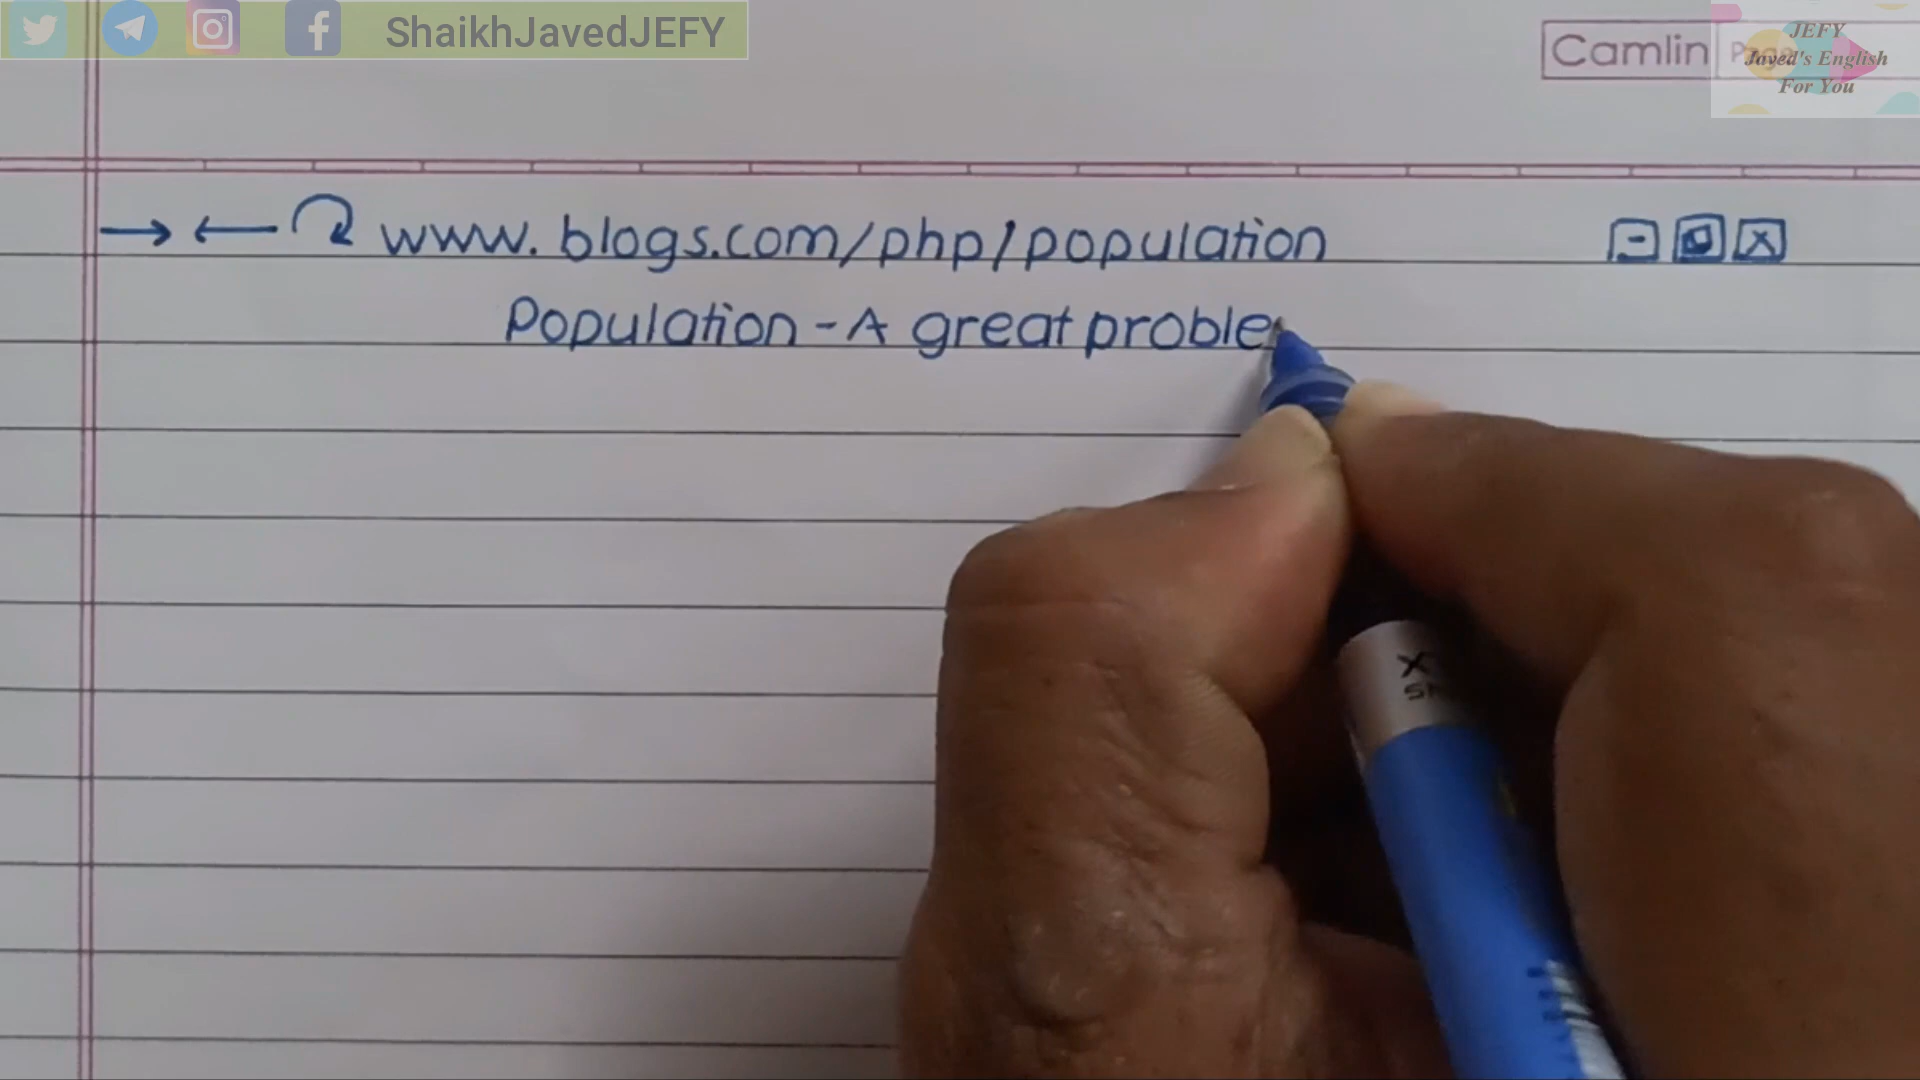 ShaikhJavedJEFY
Camlin
JEFY
Javed's English
For You
www.blogs.com/php/population
Population - A great proble